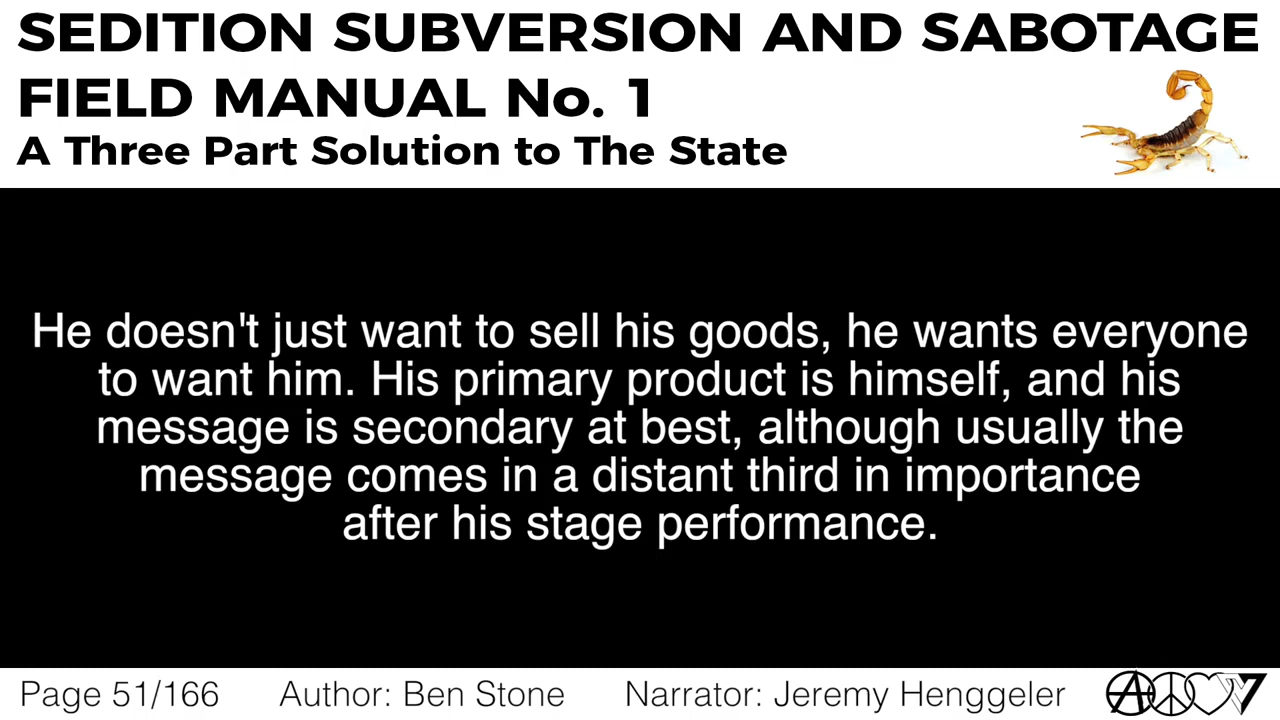 SEDITION SUBVERSION AND SABOTAGE
FIELD MANUAL No. 1
A Three Part Solution to The State
He doesn't just want to sell his goods, he wants everyone
to want him. His primary product is himself, and his
message is secondary at best, although usually the
message comes in a distant third in importance
after his stage performance.
Page 51/166 Author: Ben Stone Narrator: Jeremy Henggeler